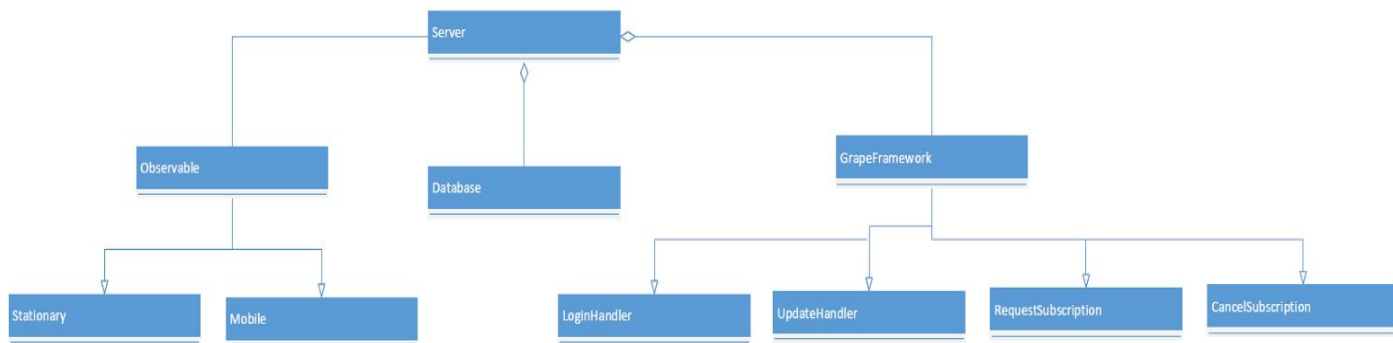 Server
Observable
GrapeFramework
Database
Stationary
Mobile
LoginHandler
UpdateHandler
RequestSubscription
CancelSubscription